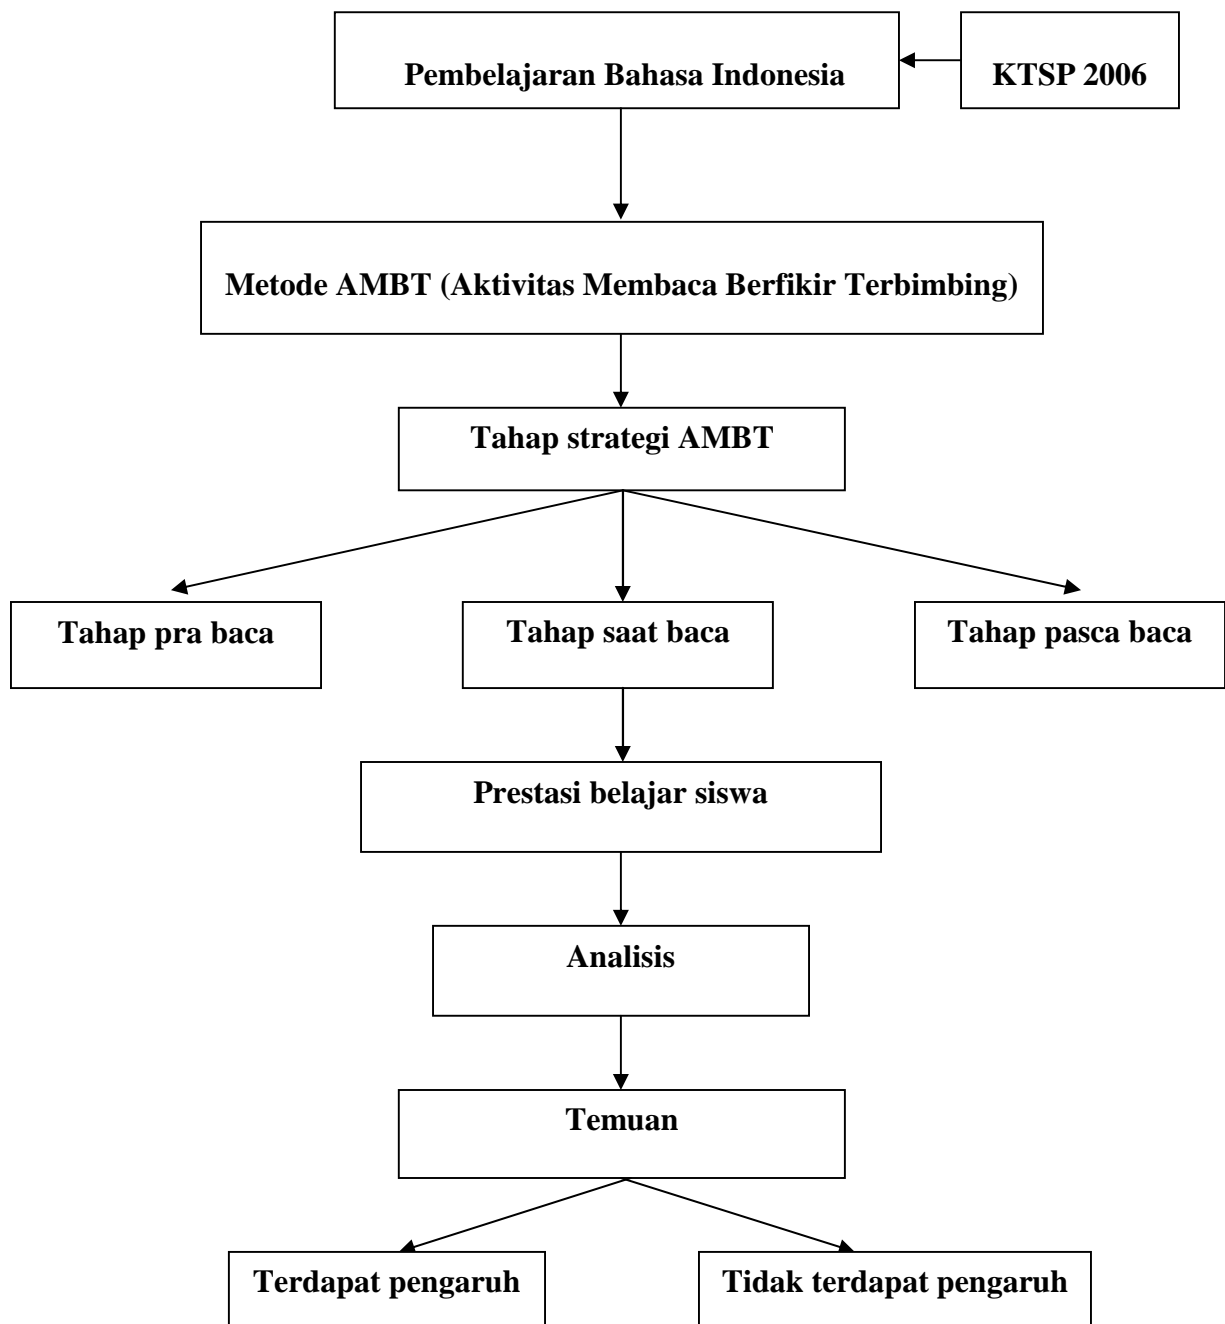 Pembelajaran Bahasa Indonesia
KTSP 2006
Metode AMBT (Aktivitas Membaca Berfikir Terbimbing)
Tahap strategi AMBT
Tahap pra baca
Tahap saat baca
Tahap pasca baca
Prestasi belajar siswa
Analisis
Temuan
Terdapat pengaruh
Tidak terdapat pengaruh